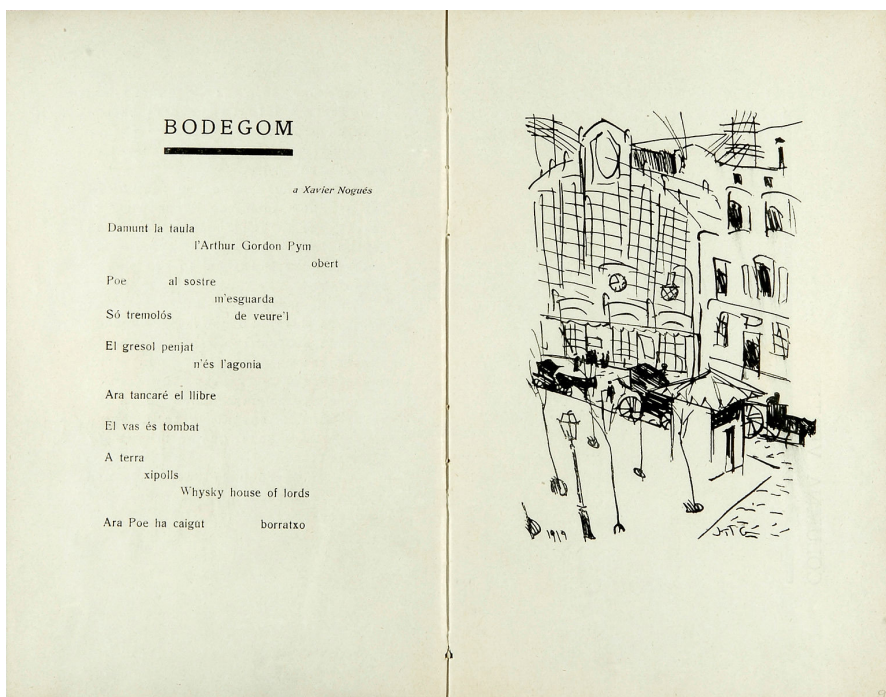 BODEGOM
a Xavier Nogués
Damunt la taula
l'Arthur Gordon Pym
obert
Poe al sostre
m'esguarda
Só tremolós de veure'l
El gresol penjat
n'és l'agonia
Ara tancaré el llibre
El vas és tombat
A terra
xipolls
Whysky house of lords
Ara Poe ha caigut borratxo
1919